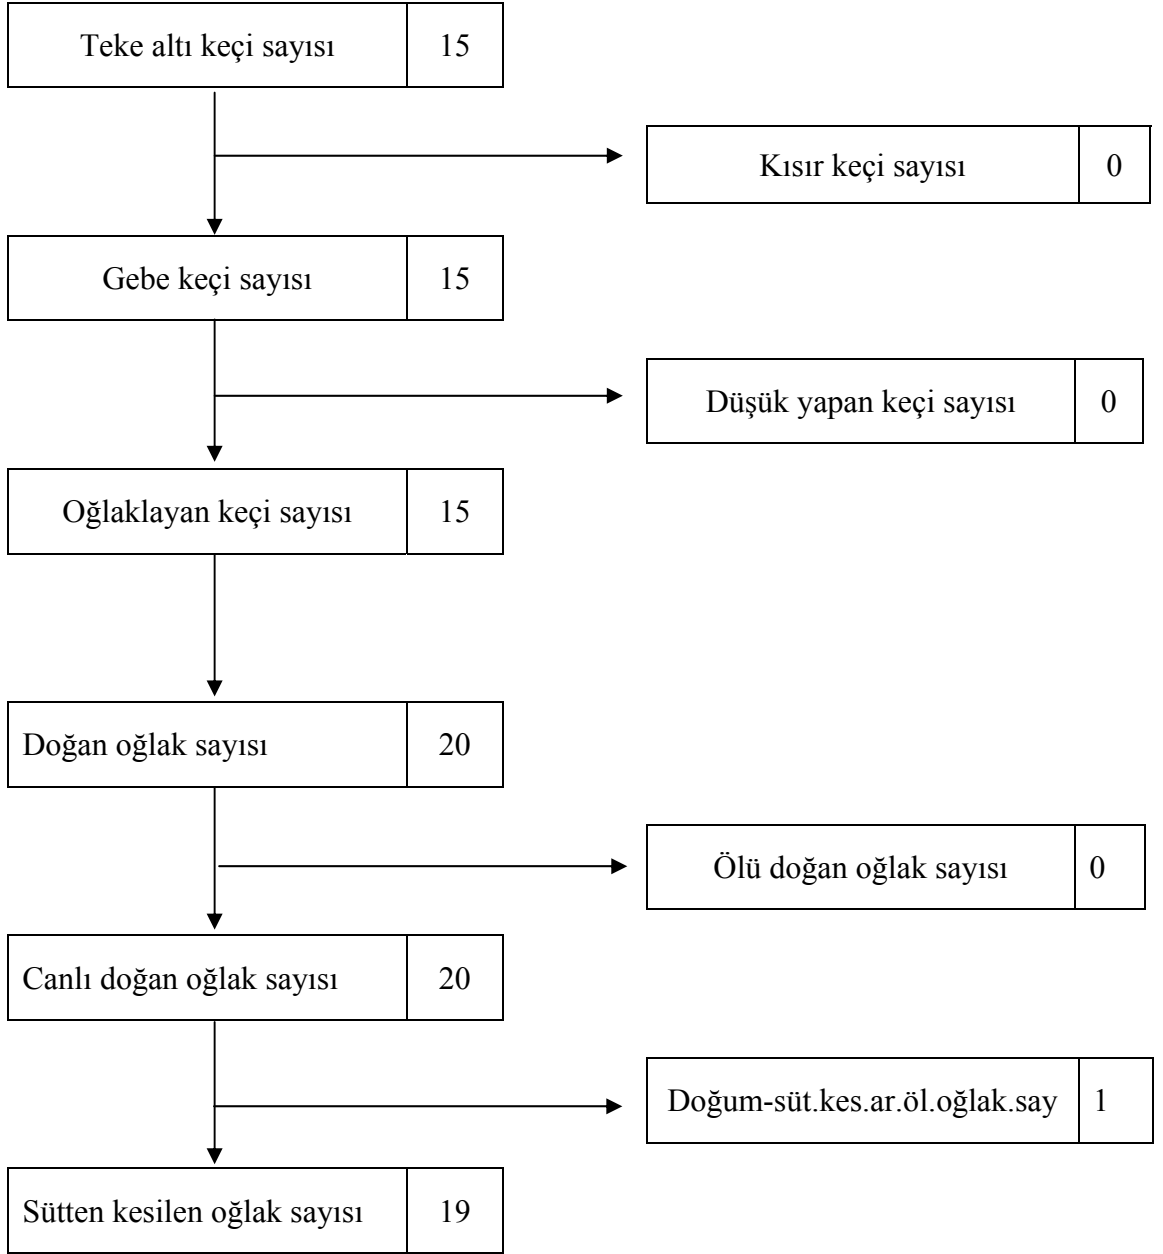 Teke altı keçi sayısı 15
Kısır keçi sayısı 0
Gebe keçi sayısı 15
Düşük yapan keçi sayısı 0
Oğlaklayan keçi sayısı 15
Doğan oğlak sayısı 20
Ölü doğan oğlak sayısı 0
Canlı doğan oğlak sayısı 20
Doğum-süt.kes.ar.öl.oğlak.say 1
Sütten kesilen oğlak sayısı 19